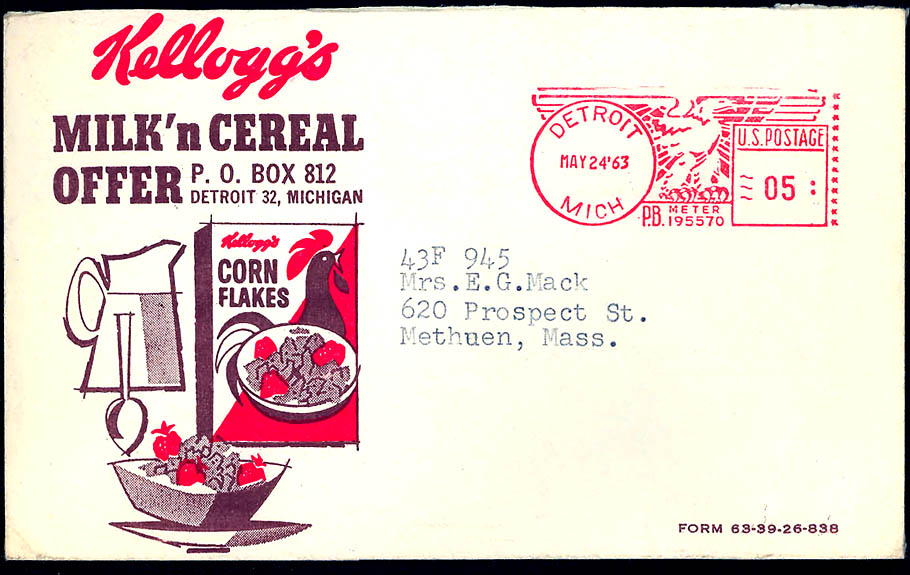 Kellogg's
MILK'n CEREAL
OFFER P. O. BOX 812
DETROIT 32, MICHIGAN
DETROIT
MAY 24 '63
MICH
U.S. POSTAGE
05
P.B. METER
195570
Kellogg's
CORN
FLAKES
43F 945
Mrs.E.G.Mack
620 Prospect St.
Methuen, Mass.
FORM 63-39-26-838